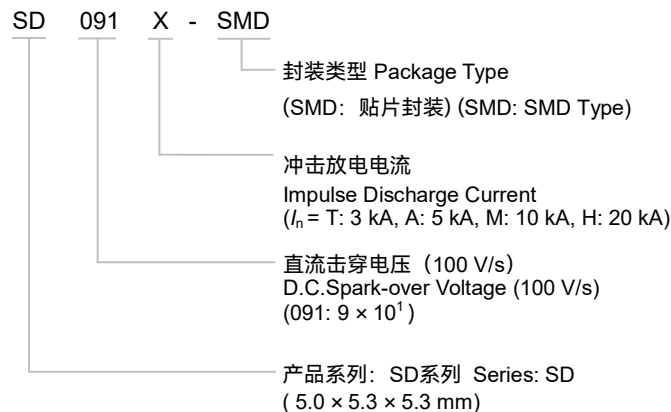 SD 091 X - SMD
封装类型 Package Type
(SMD：贴片封装) (SMD: SMD Type)
冲击放电电流
Impulse Discharge Current
(In = T: 3 kA, A: 5 kA, M: 10 kA, H: 20 kA)
直流击穿电压（100 V/s）
D.C.Spark-over Voltage (100 V/s)
(091: 9 × 10¹ )
产品系列：SD系列 Series: SD
( 5.0 × 5.3 × 5.3 mm)